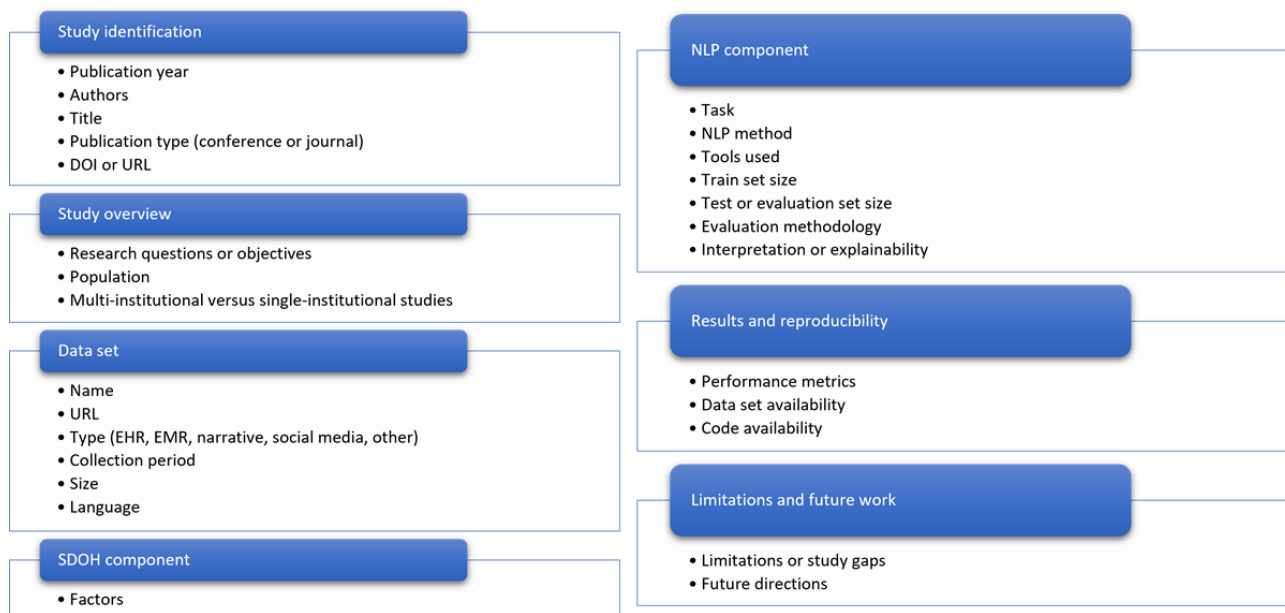 Study identification
• Publication year
• Authors
• Title
• Publication type (conference or journal)
• DOI or URL
Study overview
• Research questions or objectives
• Population
• Multi-institutional versus single-institutional studies
Data set
• Name
• URL
• Type (EHR, EMR, narrative, social media, other)
• Collection period
• Size
• Language
SDOH component
• Factors
NLP component
• Task
• NLP method
• Tools used
• Train set size
• Test or evaluation set size
• Evaluation methodology
• Interpretation or explainability
Results and reproducibility
• Performance metrics
• Data set availability
• Code availability
Limitations and future work
• Limitations or study gaps
• Future directions